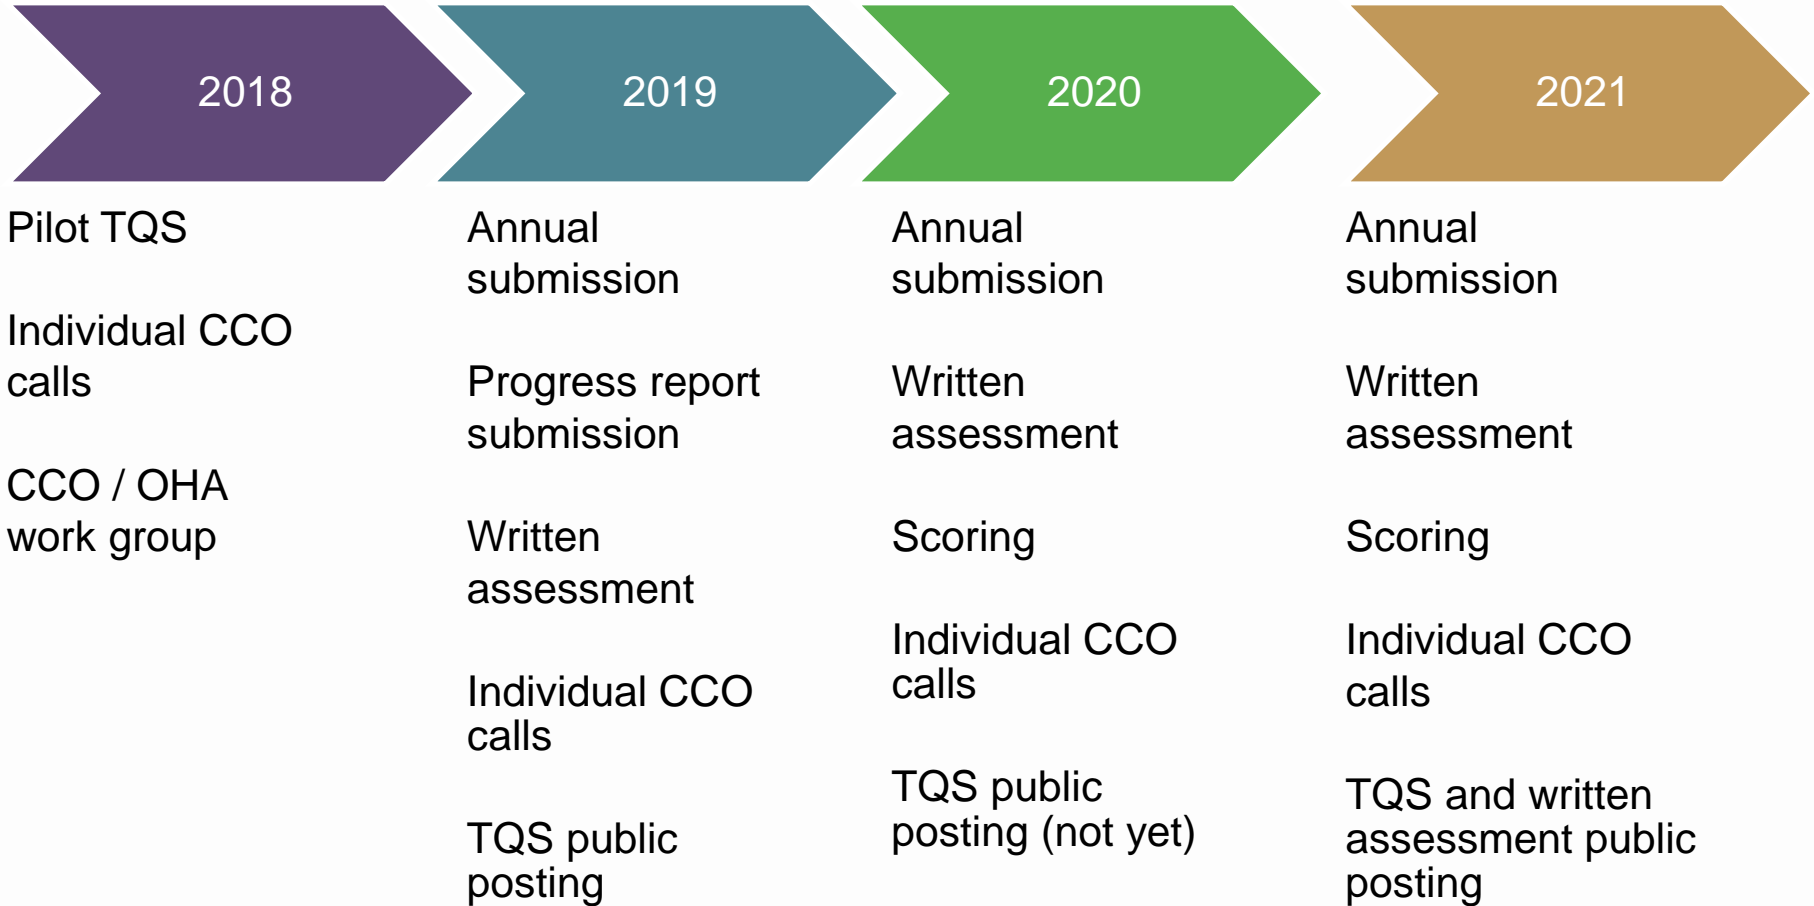 2018
2019
2020
2021
Pilot TQS
Individual CCO
calls
CCO / OHA
work group
Annual
submission
Progress report
submission
Written
assessment
Individual CCO
calls
TQS public
posting
Annual
submission
Written
assessment
Scoring
Individual CCO
calls
TQS public
posting (not yet)
Annual
submission
Written
assessment
Scoring
Individual CCO
calls
TQS and written
assessment public
posting